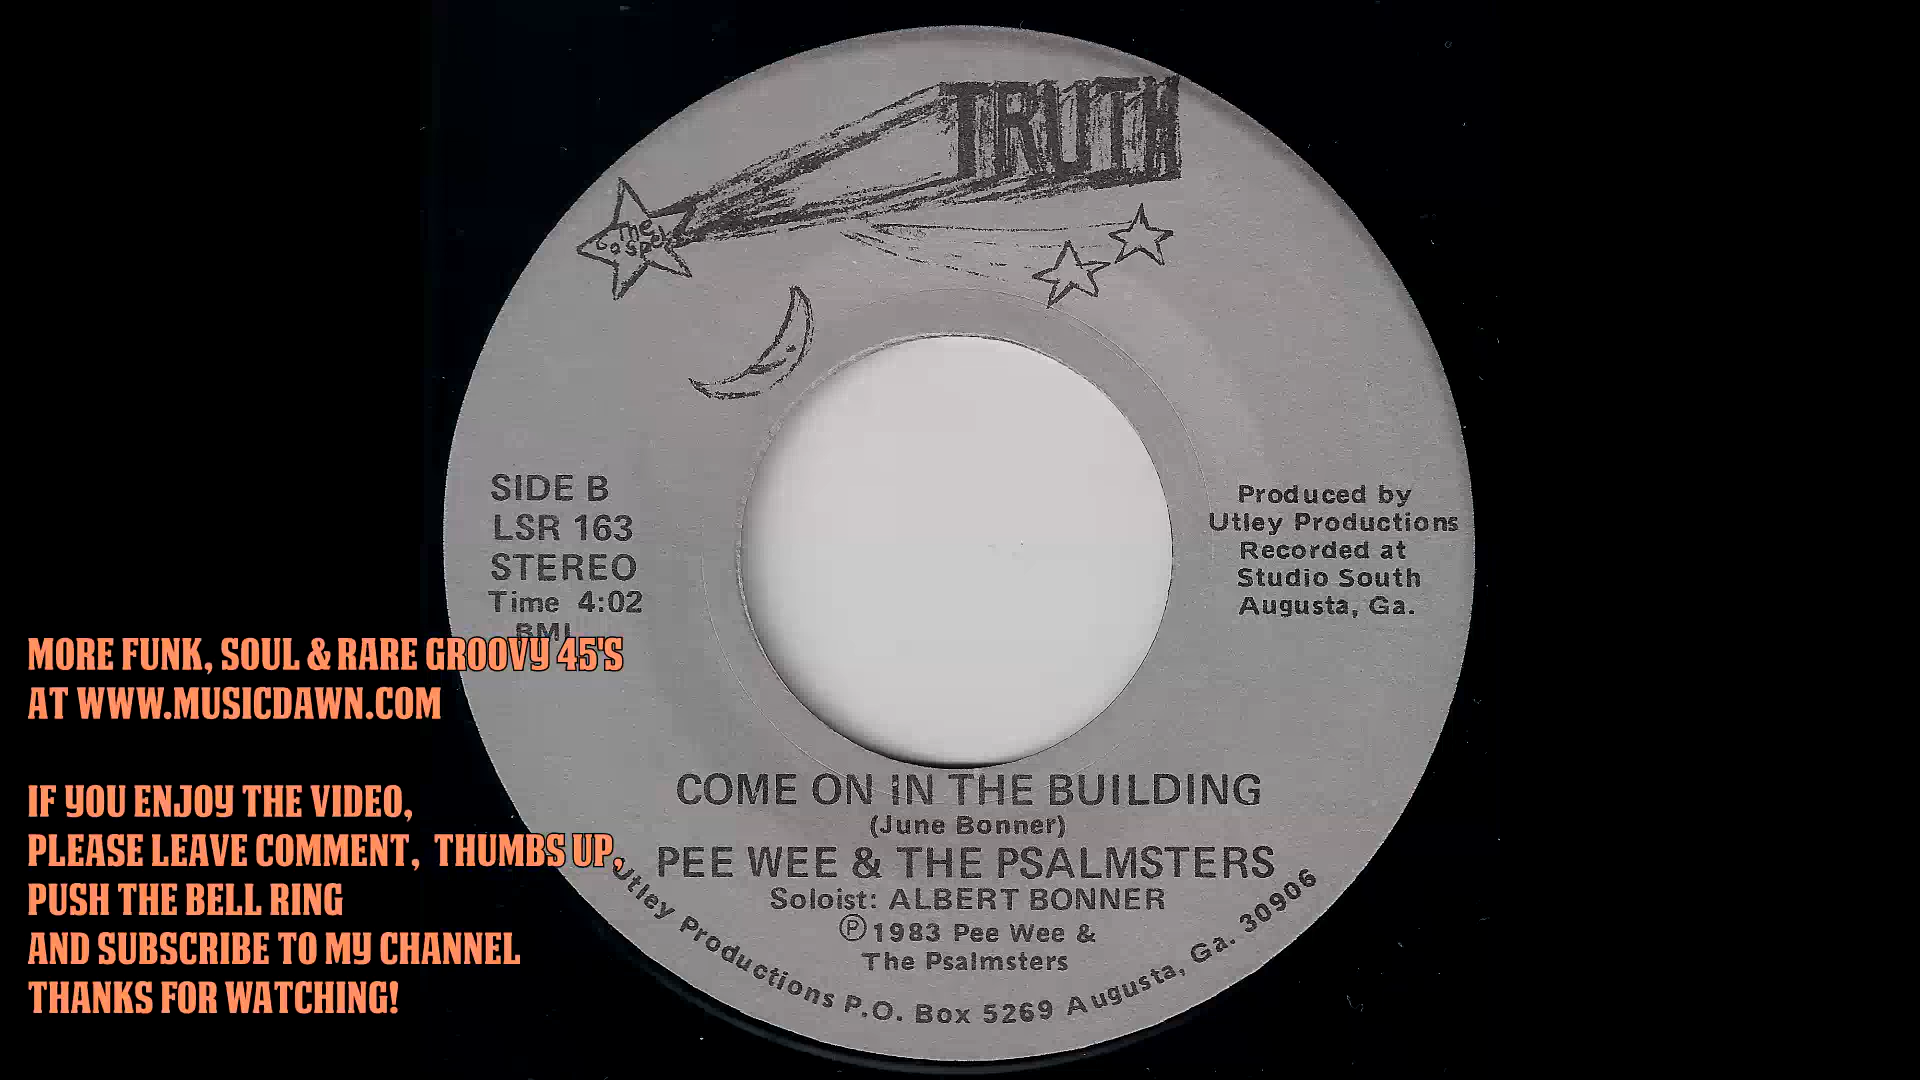 TRUTH
The
Gospel
SIDE B
LSR 163
STEREO
Time 4:02
BMI
Produced by
Utley Productions
Recorded at
Studio South
Augusta, Ga.
COME ON IN THE BUILDING
(June Bonner)
PEE WEE & THE PSALMSTERS
Soloist: ALBERT BONNER
Ⓟ1983 Pee Wee &
The Psalmsters
Utley Productions P.O. Box 5269 Augusta, Ga. 30906
MORE FUNK, SOUL & RARE GROOVY 45'S
AT WWW.MUSICDAWN.COM
IF YOU ENJOY THE VIDEO,
PLEASE LEAVE COMMENT, THUMBS UP,
PUSH THE BELL RING
AND SUBSCRIBE TO MY CHANNEL
THANKS FOR WATCHING!